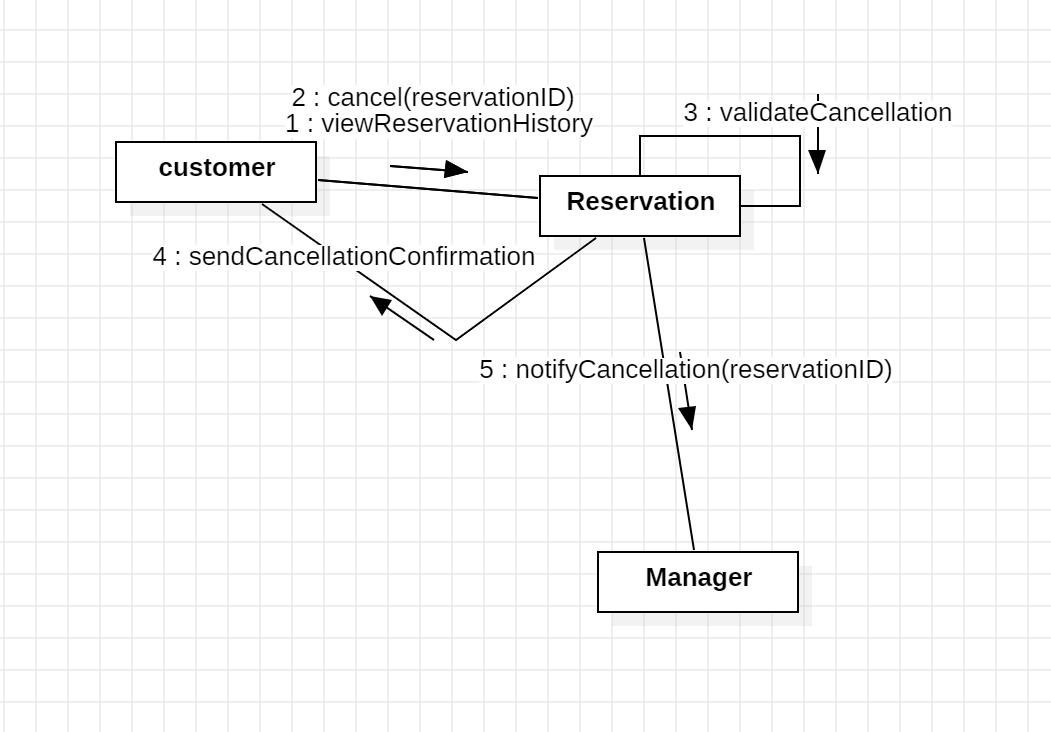 2 : cancel(reservationID)
1 : viewReservationHistory
3 : validateCancellation
customer
Reservation
4 : sendCancellationConfirmation
5 : notifyCancellation(reservationID)
Manager